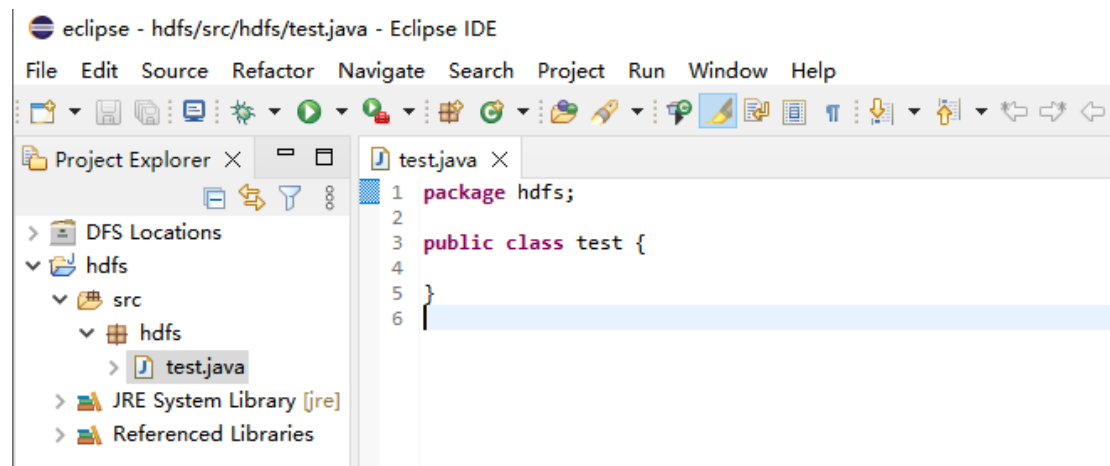 eclipse - hdfs/src/hdfs/test.java - Eclipse IDE
File Edit Source Refactor Navigate Search Project Run Window Help
Project Explorer
DFS Locations
hdfs
src
hdfs
test.java
JRE System Library [jre]
Referenced Libraries
test.java
1 package hdfs;
2
3 public class test {
4
5 }
6